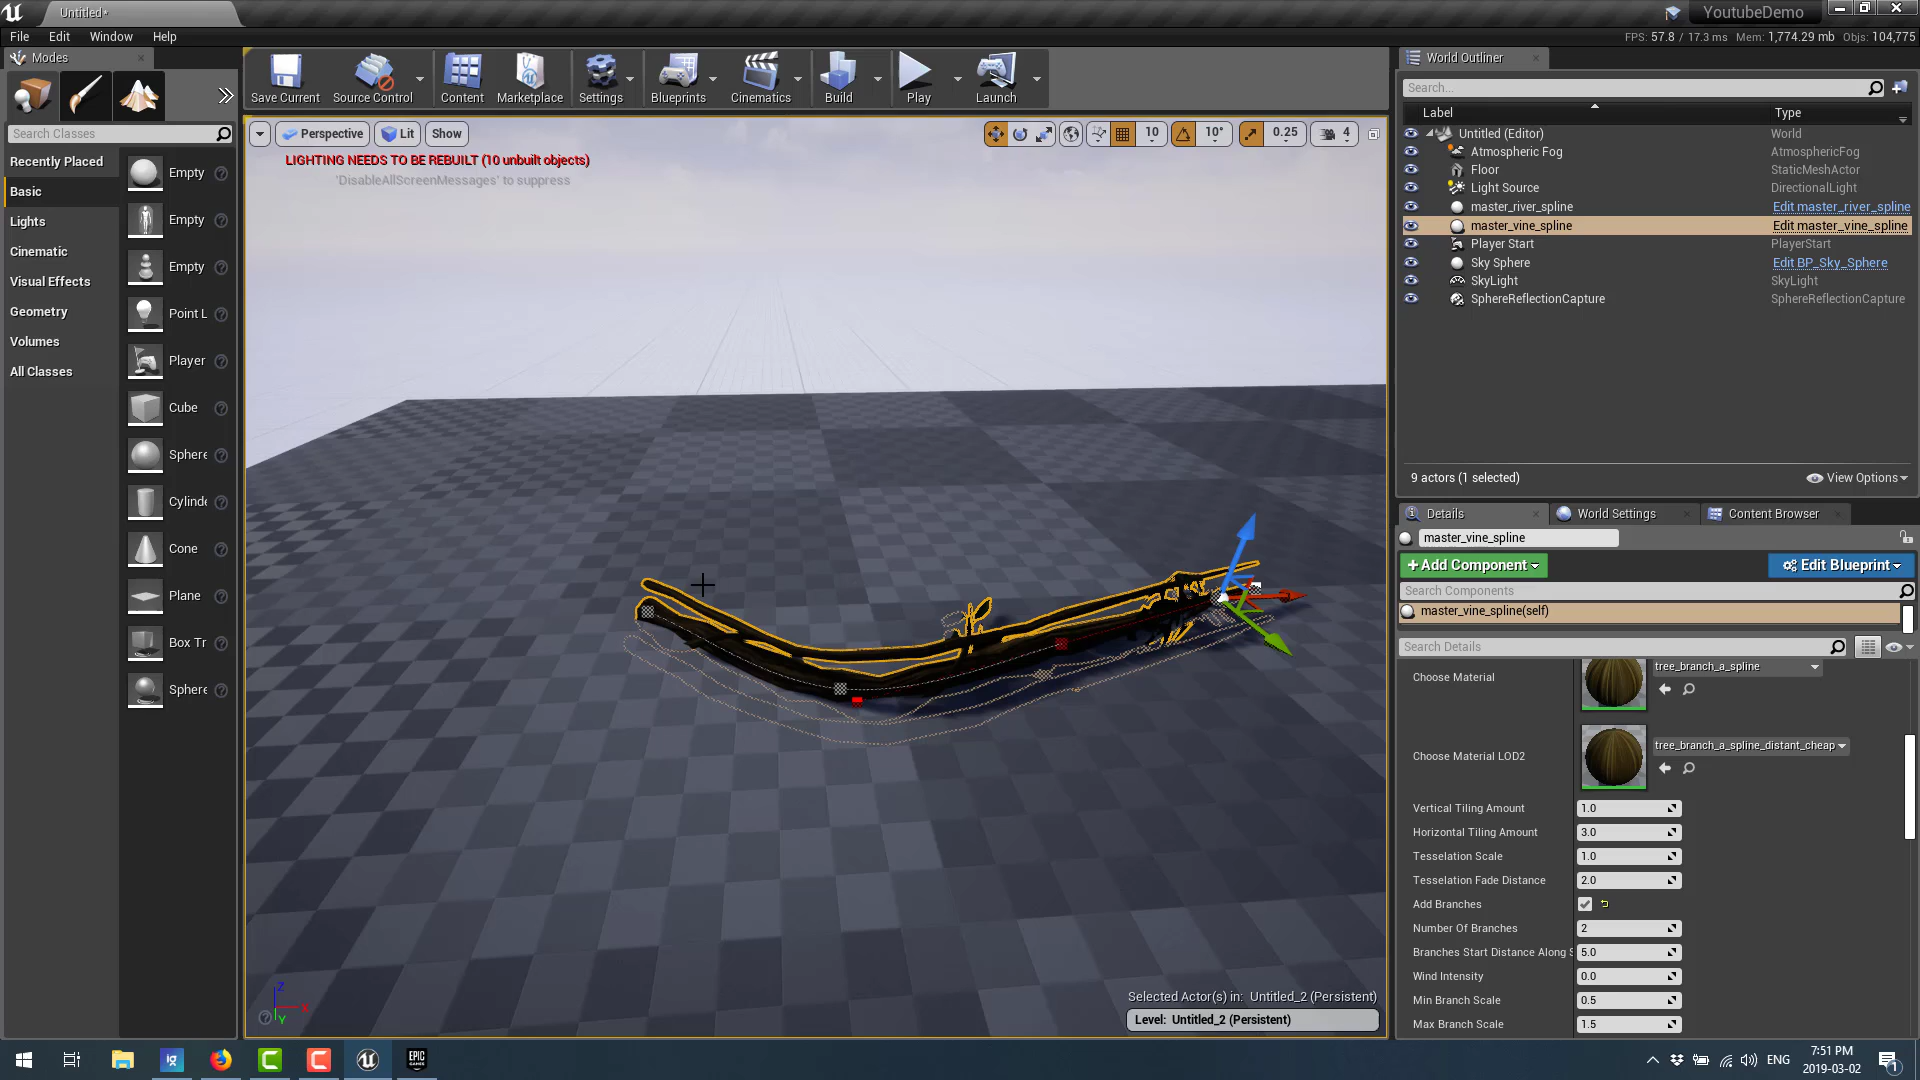 Untitled*
YoutubeDemo
File Edit Window Help
FPS: 57.8 / 17.3 ms Mem: 1,774.29 mb Objs: 104,775
Modes
Search Classes
Recently Placed
Basic
Lights
Cinematic
Visual Effects
Geometry
Volumes
All Classes
Empty
Empty
Empty
Point L
Player
Cube
Sphere
Cylinde
Cone
Plane
Box Tr
Sphere
Save Current
Source Control
Content
Marketplace
Settings
Blueprints
Cinematics
Build
Play
Launch
Perspective
Lit
Show
10
10°
0.25
4
LIGHTING NEEDS TO BE REBUILT (10 unbuilt objects)
'DisableAllScreenMessages' to suppress
Z
X
Y
Selected Actor(s) in: Untitled_2 (Persistent)
Level: Untitled_2 (Persistent)
World Outliner
Search...
Label Type
Untitled (Editor) World
Atmospheric Fog AtmosphericFog
Floor StaticMeshActor
Light Source DirectionalLight
master_river_spline Edit master_river_spline
master_vine_spline Edit master_vine_spline
Player Start PlayerStart
Sky Sphere Edit BP_Sky_Sphere
SkyLight SkyLight
SphereReflectionCapture SphereReflectionCapture
9 actors (1 selected)
View Options
Details
World Settings
Content Browser
master_vine_spline
+Add Component
Edit Blueprint
Search Components
master_vine_spline(self)
Search Details
Choose Material tree_branch_a_spline
Choose Material LOD2 tree_branch_a_spline_distant_cheap
Vertical Tiling Amount 1.0
Horizontal Tiling Amount 3.0
Tesselation Scale 1.0
Tesselation Fade Distance 2.0
Add Branches
Number Of Branches 2
Branches Start Distance Along S 5.0
Wind Intensity 0.0
Min Branch Scale 0.5
Max Branch Scale 1.5
Ig
EPIC
GAMES
ENG
7:51 PM
2019-03-02
1